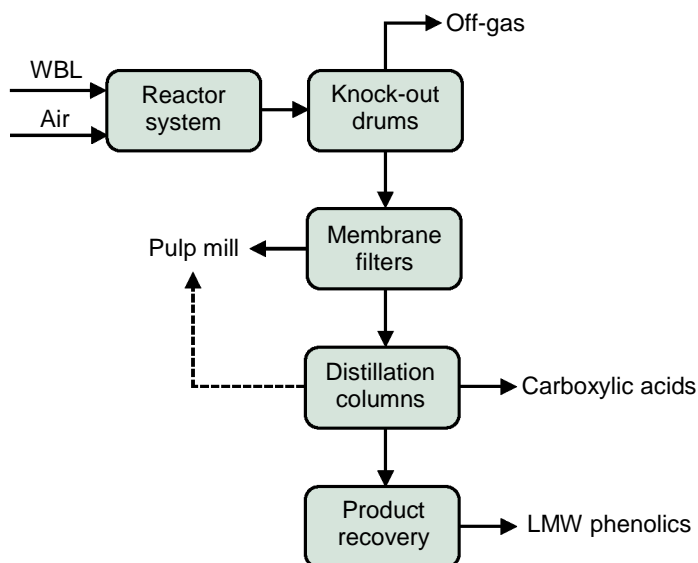 Off-gas
WBL
Air
Reactor
system
Knock-out
drums
Pulp mill
Membrane
filters
Distillation
columns
Carboxylic acids
Product
recovery
LMW phenolics